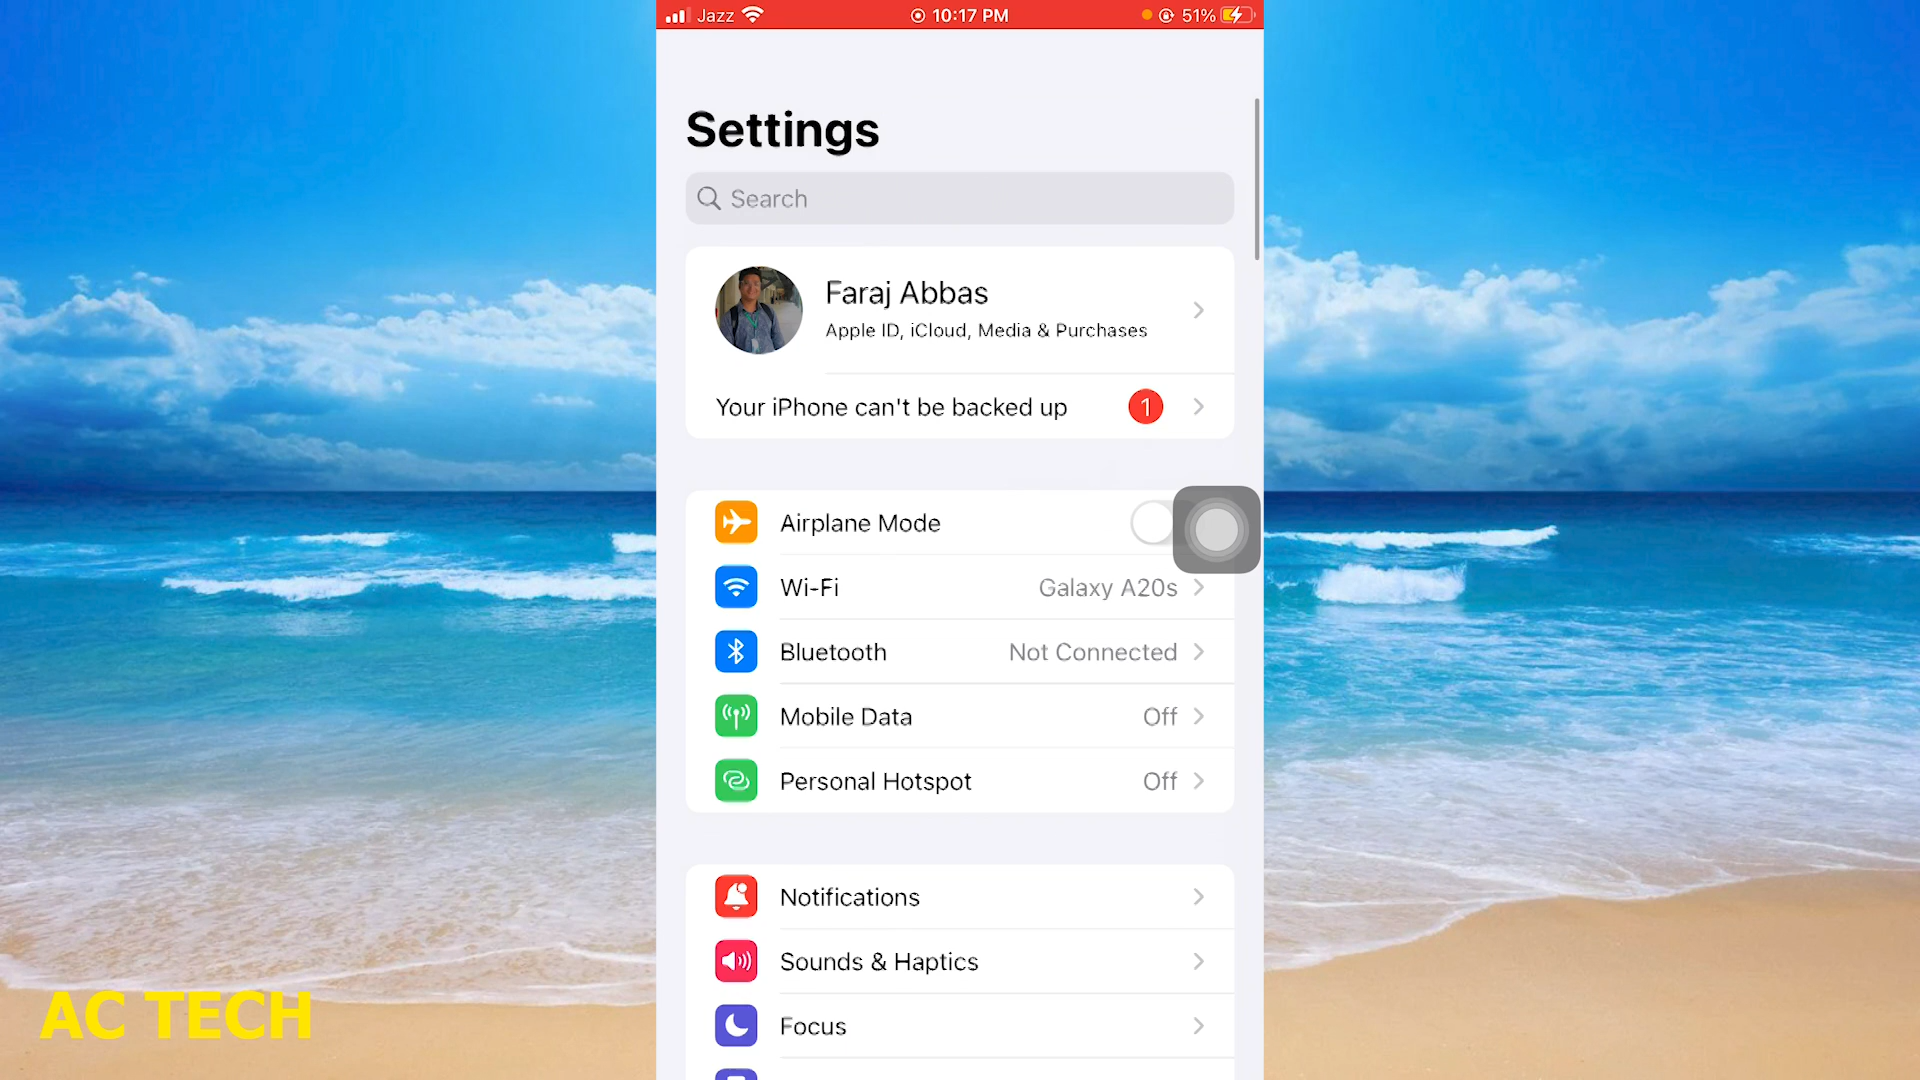 Jazz 10:17 PM 51%
Settings
Search
Faraj Abbas
Apple ID, iCloud, Media & Purchases
Your iPhone can't be backed up 1
Airplane Mode
Wi-Fi Galaxy A20s
Bluetooth Not Connected
Mobile Data Off
Personal Hotspot Off
Notifications
Sounds & Haptics
Focus
AC TECH